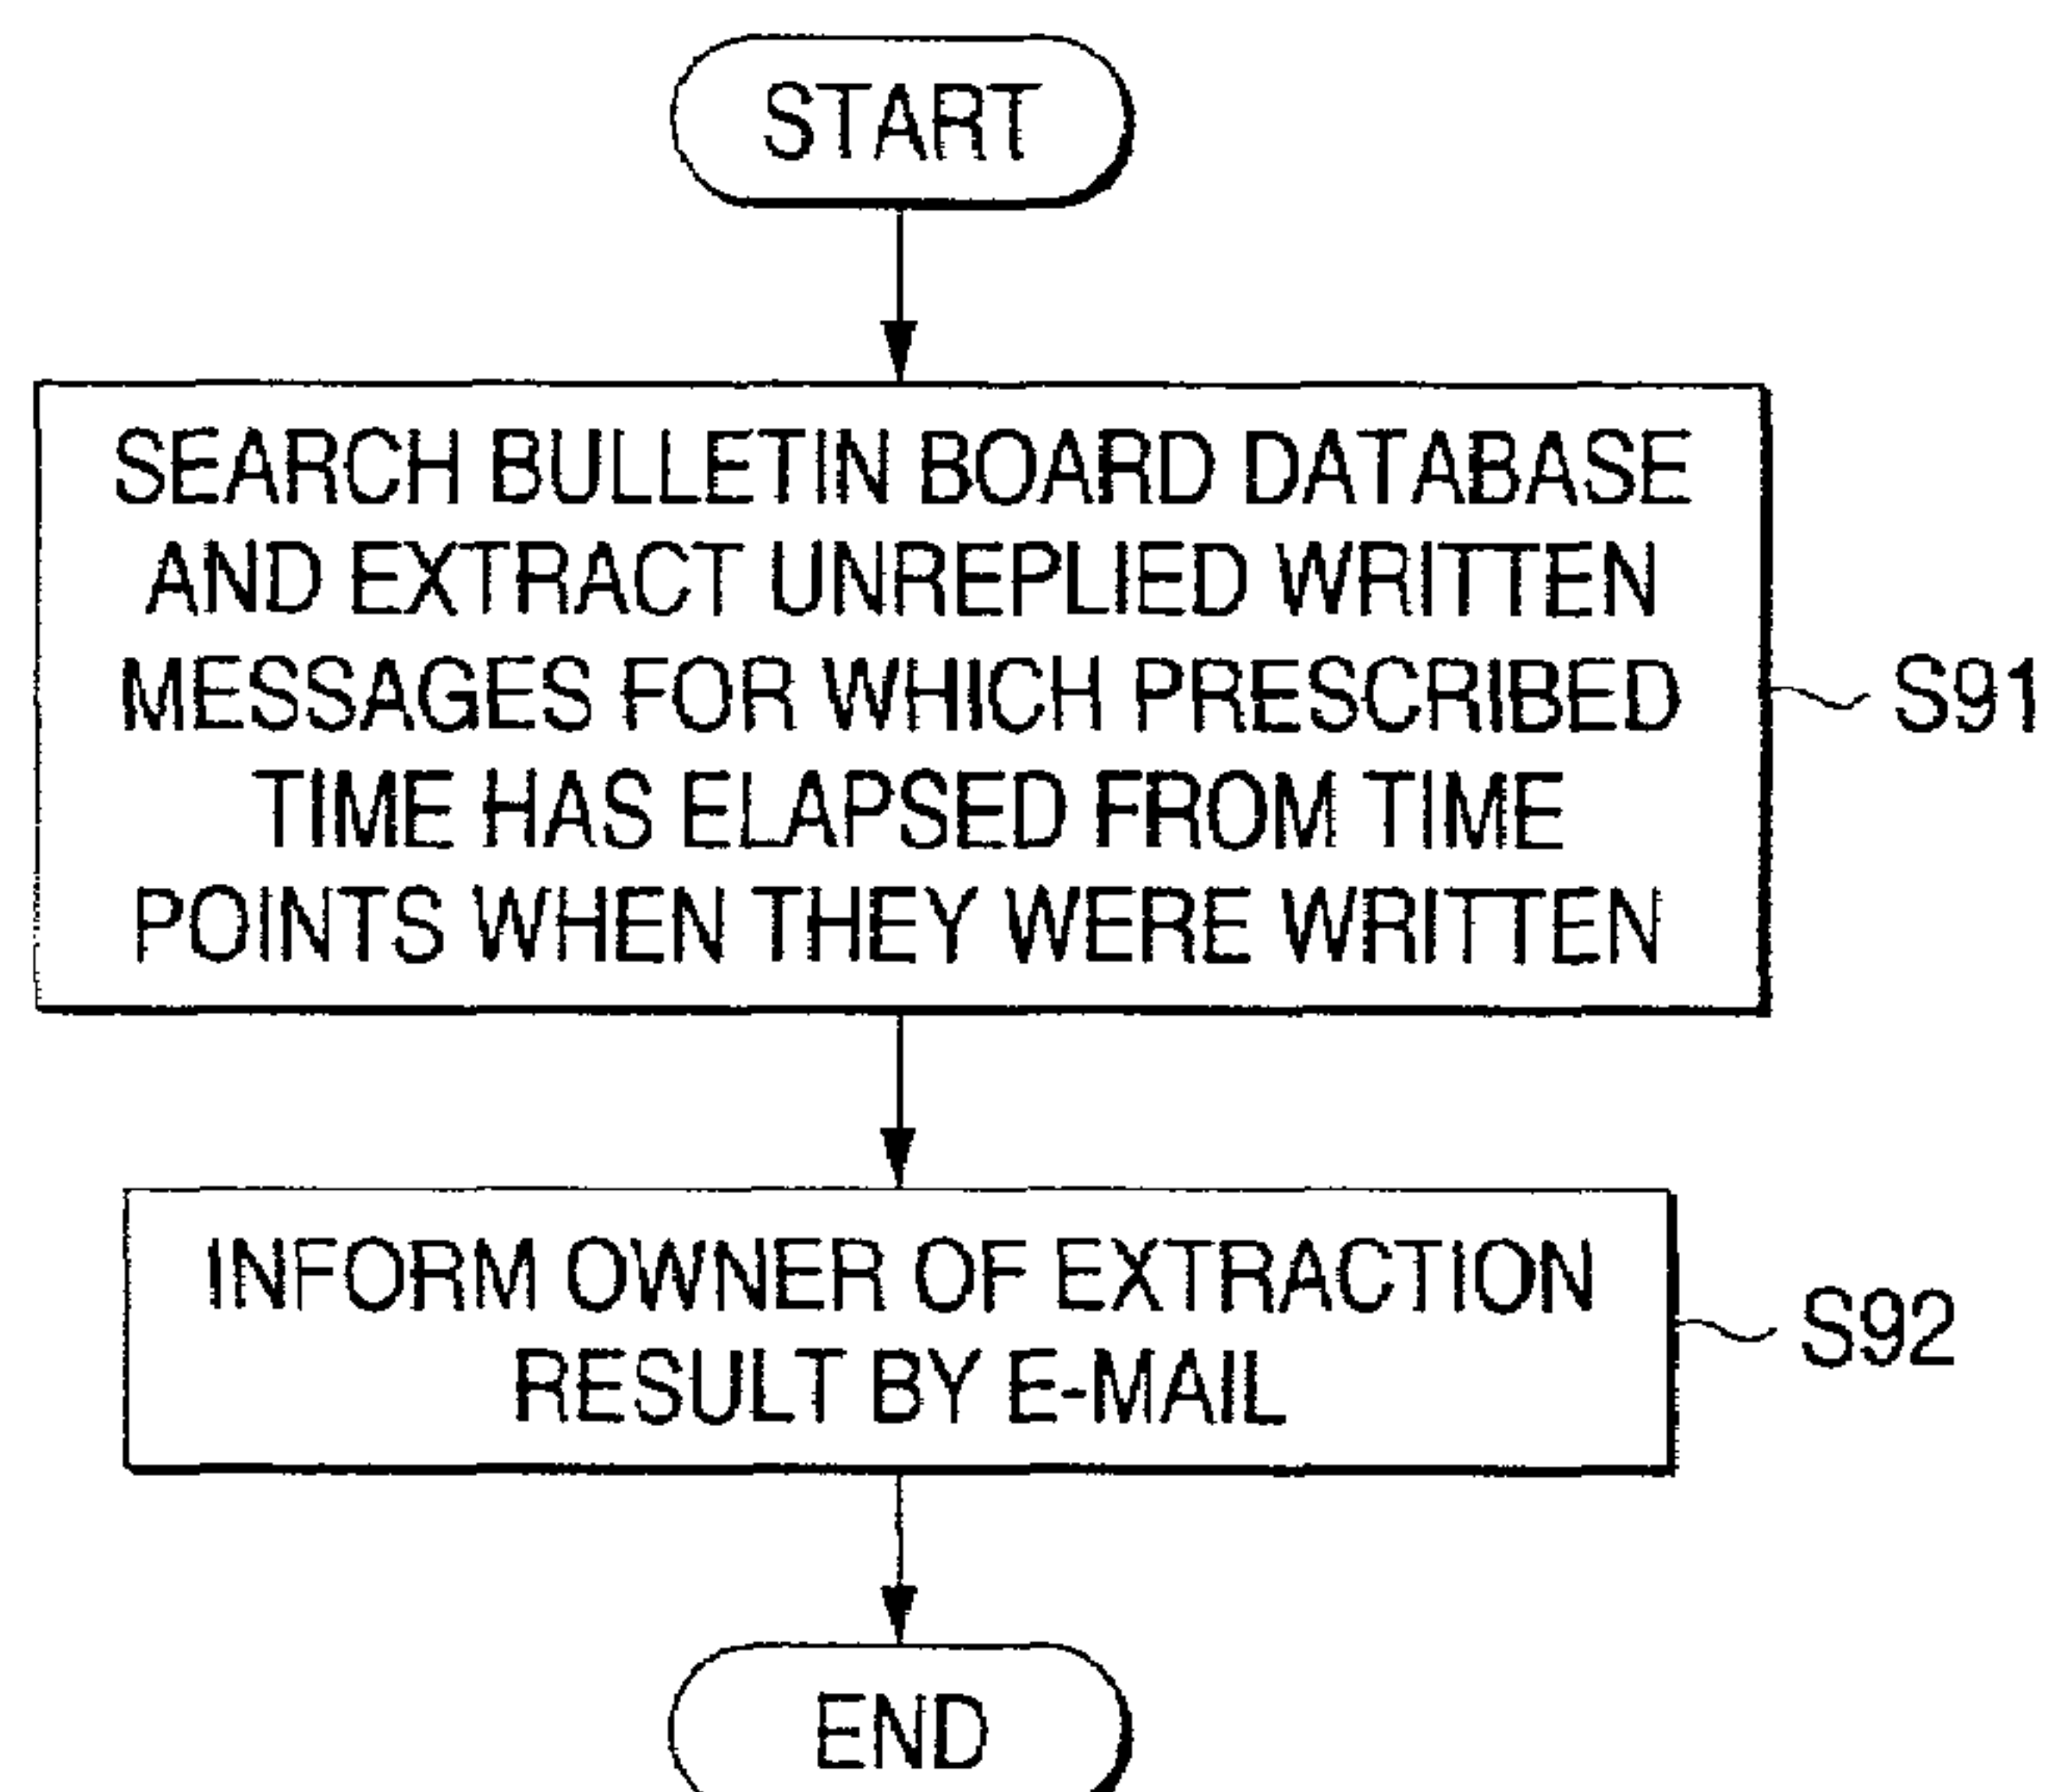 START
SEARCH BULLETIN BOARD DATABASE
AND EXTRACT UNREPLIED WRITTEN
MESSAGES FOR WHICH PRESCRIBED
TIME HAS ELAPSED FROM TIME
POINTS WHEN THEY WERE WRITTEN
S91
INFORM OWNER OF EXTRACTION
RESULT BY E-MAIL
S92
END